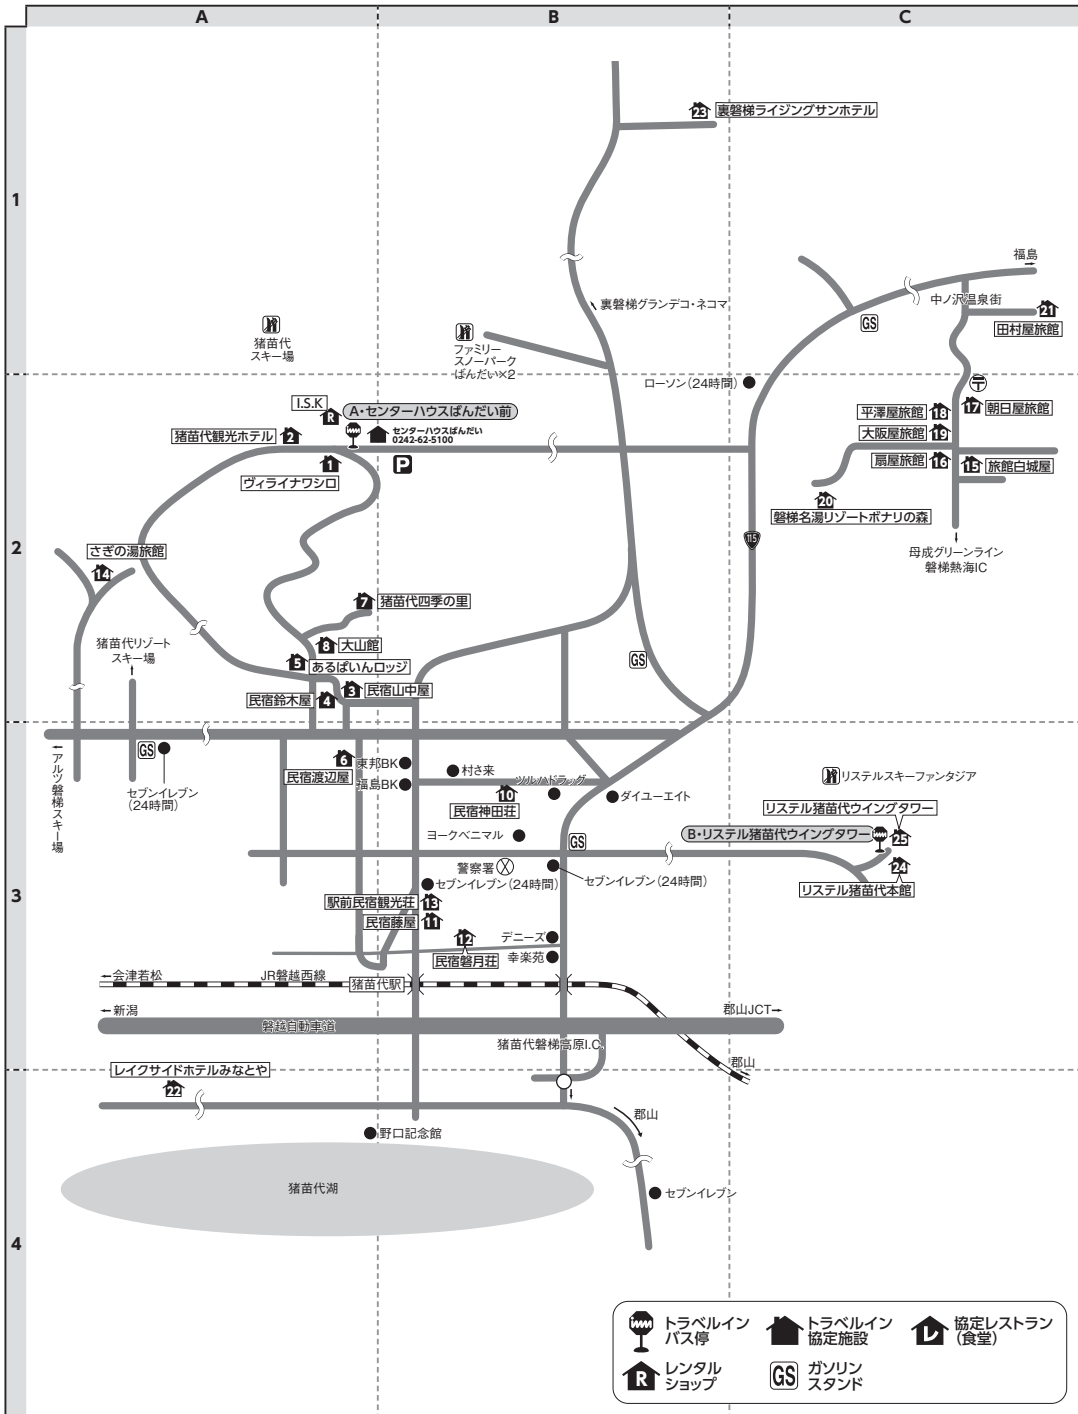 A
B
C
1
23
裏磐梯ライジングサンホテル
福島
裏磐梯グランデコ・ネコマ
中ノ沢温泉街
21
田村屋旅館
GS
猪苗代
スキー場
ファミリー
スノーパーク
ばんだい×2
ローソン(24時間)
I.S.K
R
A・センターハウスばんだい前
センターハウスばんだい
0242-62-5100
猪苗代観光ホテル
2
1
ヴィライナワシロ
P
平澤屋旅館
18
17
朝日屋旅館
大阪屋旅館
19
扇屋旅館
16
15
旅館白城屋
20
磐梯名湯リゾートボナリの森
115
母成グリーンライン
磐梯熱海IC
2
さぎの湯旅館
14
7
猪苗代四季の里
8
大山館
猪苗代リゾート
スキー場
5
あるぱいんロッジ
3
民宿山中屋
民宿鈴木屋
4
GS
アルツ磐梯スキー場
GS
セブンイレブン
(24時間)
6
民宿渡辺屋
東邦BK
福島BK
村さ来
ツルハドラッグ
10
民宿神田荘
ダイユーエイト
ヨークベニマル
GS
リステルスキーファンタジア
リステル猪苗代ウイングタワー
B・リステル猪苗代ウイングタワー
25
24
リステル猪苗代本館
3
警察署
セブンイレブン(24時間)
セブンイレブン(24時間)
駅前民宿観光荘
13
民宿藤屋
11
12
民宿磐月荘
デニーズ
幸楽苑
会津若松
JR磐越西線
猪苗代駅
新潟
磐越自動車道
郡山JCT
猪苗代磐梯高原I.C.
郡山
レイクサイドホテルみなとや
22
郡山
野口記念館
猪苗代湖
セブンイレブン
4
トラベルイン
バス停
トラベルイン
協定施設
レ
協定レストラン
(食堂)
R
レンタル
ショップ
GS
ガソリン
スタンド